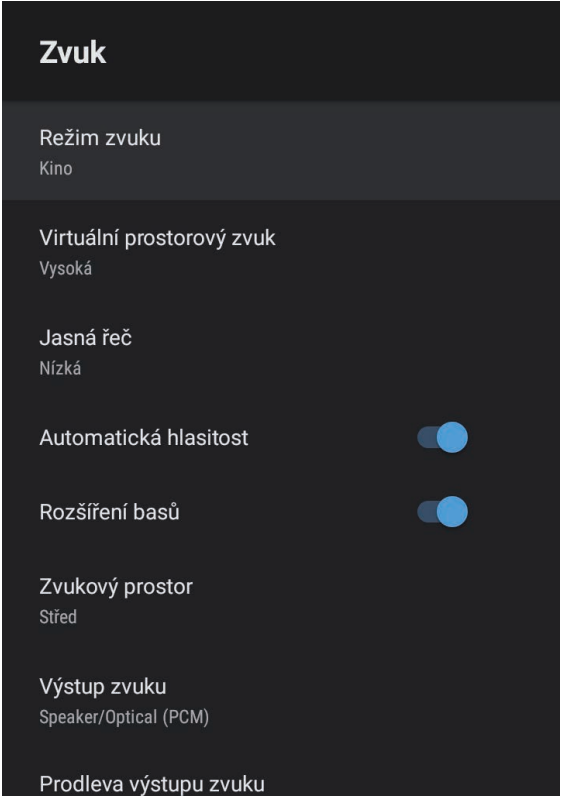 Zvuk
Režim zvuku
Kino
Virtuální prostorový zvuk
Vysoká
Jasná řeč
Nízká
Automatická hlasitost
Rozšíření basů
Zvukový prostor
Střed
Výstup zvuku
Speaker/Optical (PCM)
Prodleva výstupu zvuku